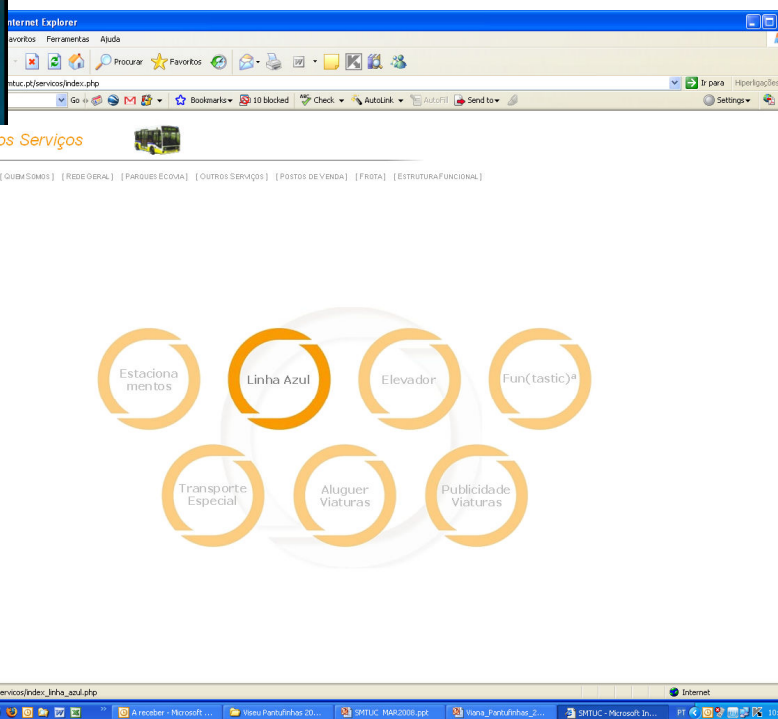 nternet Explorer
avoritos Ferramentas Ajuda
Procurar Favoritos
mtuc.pt/servicos/index.php Ir para Hiperligações
Go Bookmarks 10 blocked Check AutoLink AutoFill Send to Settings
os Serviços
[ QUEM SOMOS ] [ REDE GERAL ] [ PARQUES ECOVIA ] [ OUTROS SERVIÇOS ] [ POSTOS DE VENDA ] [ FROTA ] [ ESTRUTURA FUNCIONAL ]
Estaciona
mentos
Linha Azul
Elevador
Fun(tastic)ª
Transporte
Especial
Aluguer
Viaturas
Publicidade
Viaturas
ervicos/index_linha_azul.php Internet
A receber - Microsoft ... Viseu Pantufinhas 20... SMTUC MAR2008.ppt Viana_Pantufinhas_2... SMTUC - Microsoft In... PT 10